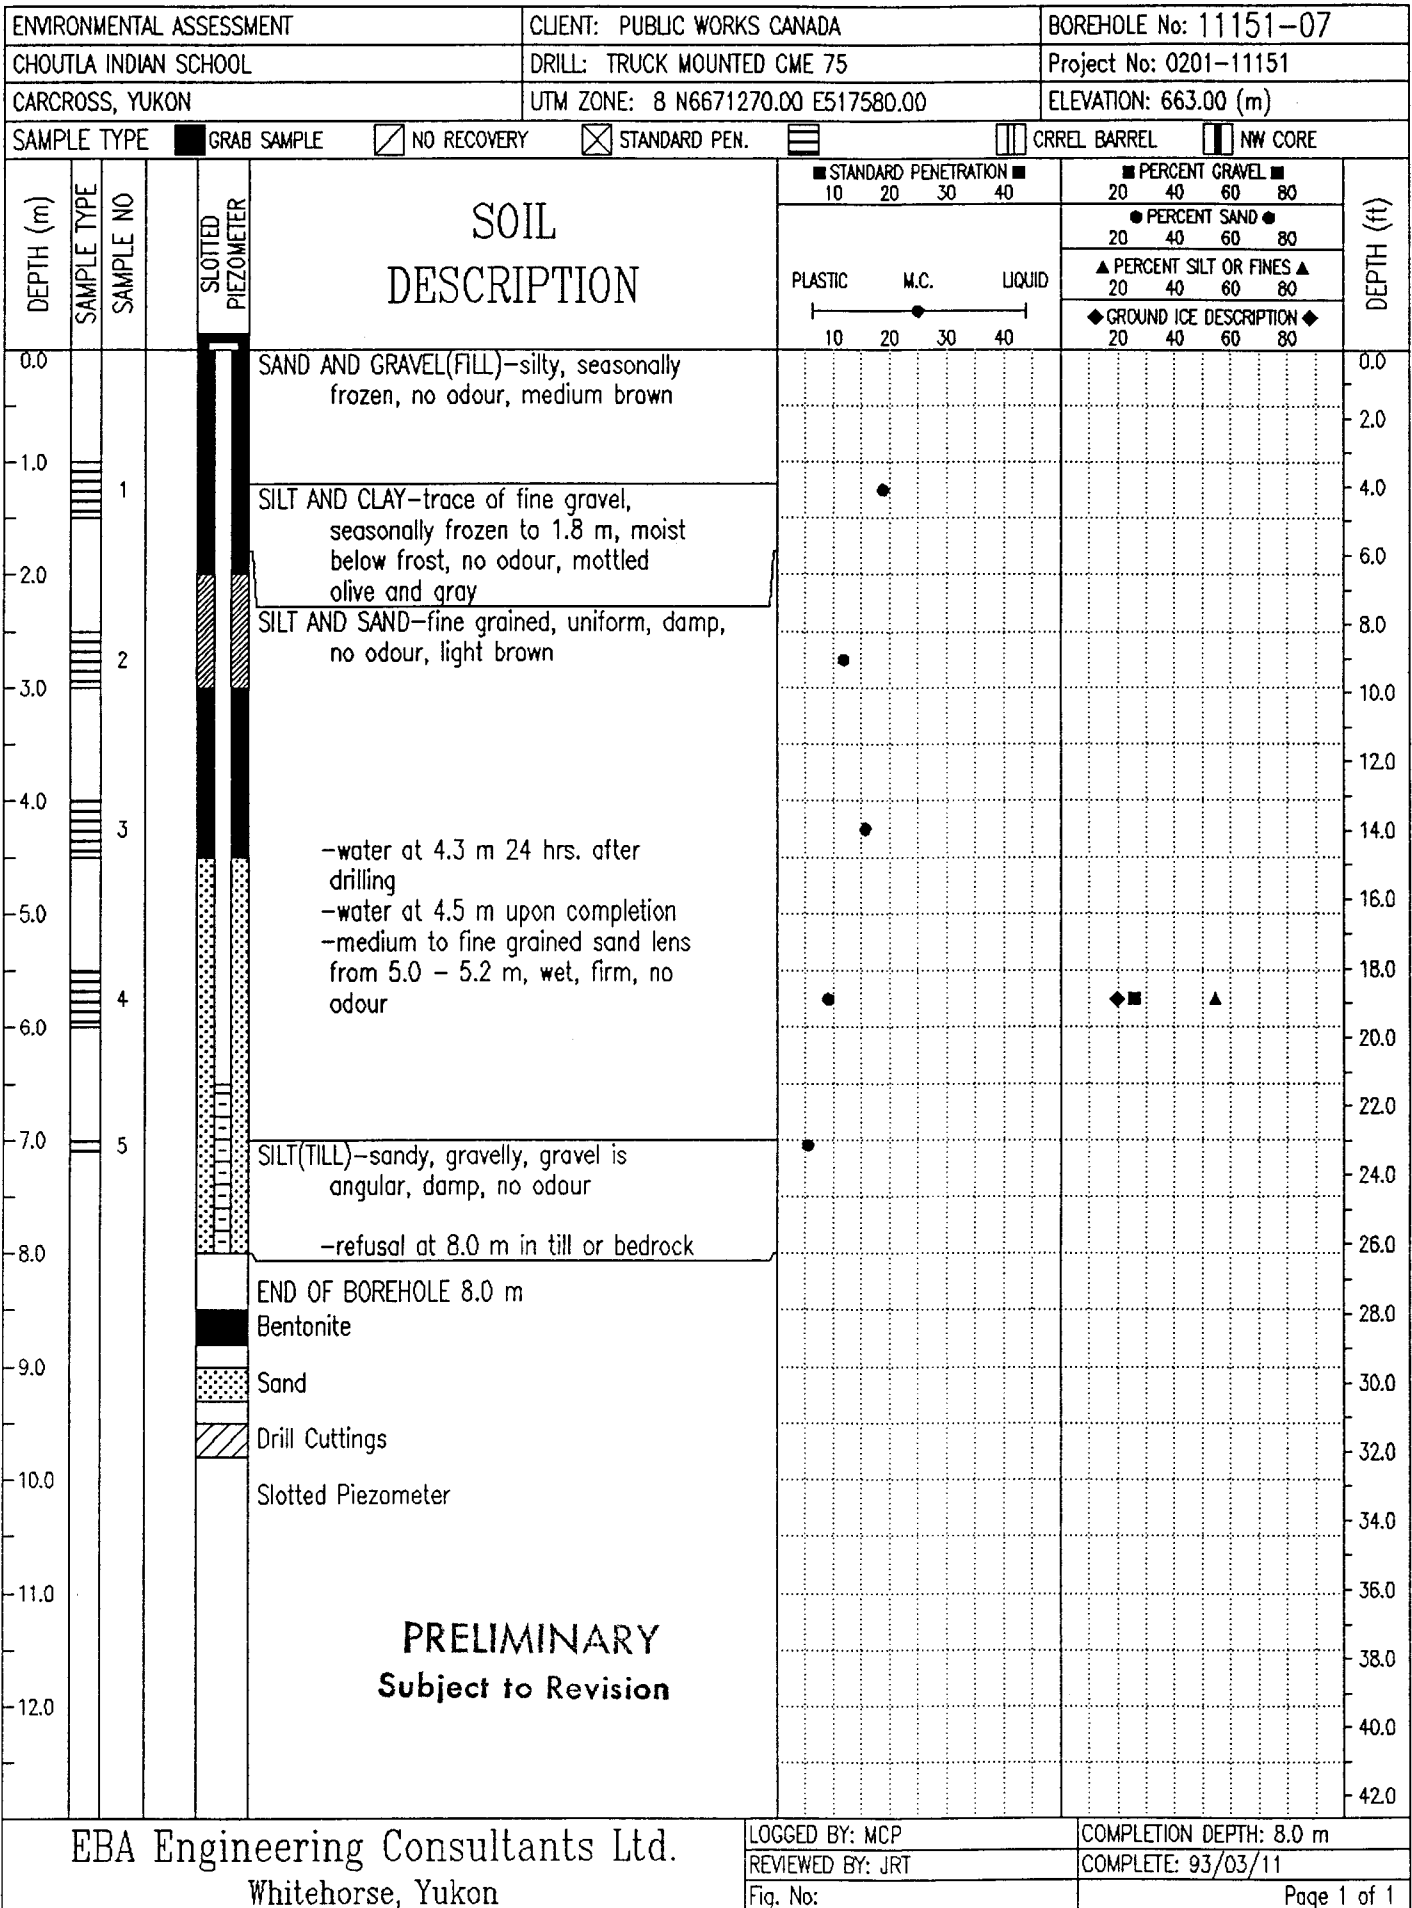 ENVIRONMENTAL ASSESSMENT
CLIENT: PUBLIC WORKS CANADA
BOREHOLE No: 11151-07
CHOUTLA INDIAN SCHOOL
DRILL: TRUCK MOUNTED CME 75
Project No: 0201-11151
CARCROSS, YUKON
UTM ZONE: 8 N6671270.00 E517580.00
ELEVATION: 663.00 (m)
SAMPLE TYPE
GRAB SAMPLE
NO RECOVERY
STANDARD PEN.
CRREL BARREL
NW CORE
DEPTH (m)
SAMPLE TYPE
SAMPLE NO
SLOTTED
PIEZOMETER
SOIL
DESCRIPTION
■ STANDARD PENETRATION ■
10 20 30 40
PLASTIC M.C. LIQUID
10 20 30 40
■ PERCENT GRAVEL ■
20 40 60 80
● PERCENT SAND ●
20 40 60 80
▲ PERCENT SILT OR FINES ▲
20 40 60 80
◆ GROUND ICE DESCRIPTION ◆
20 40 60 80
DEPTH (ft)
0.0
1.0
2.0
3.0
4.0
5.0
6.0
7.0
8.0
9.0
10.0
11.0
12.0
1
2
3
4
5
SAND AND GRAVEL(FILL)-silty, seasonally
frozen, no odour, medium brown
SILT AND CLAY-trace of fine gravel,
seasonally frozen to 1.8 m, moist
below frost, no odour, mottled
olive and gray
SILT AND SAND-fine grained, uniform, damp,
no odour, light brown
-water at 4.3 m 24 hrs. after
drilling
-water at 4.5 m upon completion
-medium to fine grained sand lens
from 5.0 - 5.2 m, wet, firm, no
odour
SILT(TILL)-sandy, gravelly, gravel is
angular, damp, no odour
-refusal at 8.0 m in till or bedrock
END OF BOREHOLE 8.0 m
Bentonite
Sand
Drill Cuttings
Slotted Piezometer
PRELIMINARY
Subject to Revision
0.0
2.0
4.0
6.0
8.0
10.0
12.0
14.0
16.0
18.0
20.0
22.0
24.0
26.0
28.0
30.0
32.0
34.0
36.0
38.0
40.0
42.0
EBA Engineering Consultants Ltd.
Whitehorse, Yukon
LOGGED BY: MCP
COMPLETION DEPTH: 8.0 m
REVIEWED BY: JRT
COMPLETE: 93/03/11
Fig. No:
Page 1 of 1